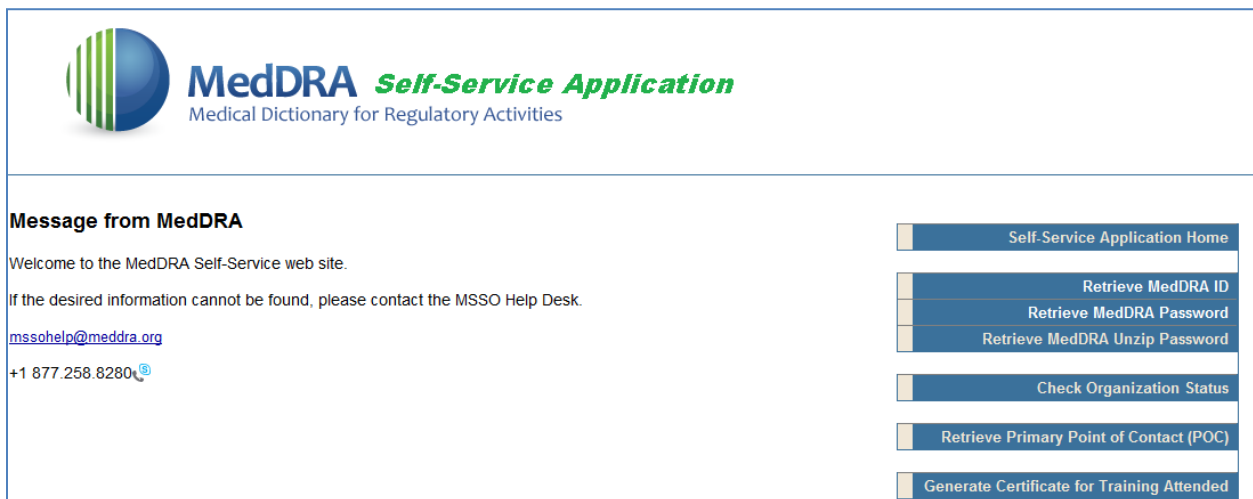 MedDRA Self-Service Application
Medical Dictionary for Regulatory Activities
Message from MedDRA
Welcome to the MedDRA Self-Service web site.
If the desired information cannot be found, please contact the MSSO Help Desk.
mssohelp@meddra.org
+1 877.258.8280
Self-Service Application Home
Retrieve MedDRA ID
Retrieve MedDRA Password
Retrieve MedDRA Unzip Password
Check Organization Status
Retrieve Primary Point of Contact (POC)
Generate Certificate for Training Attended